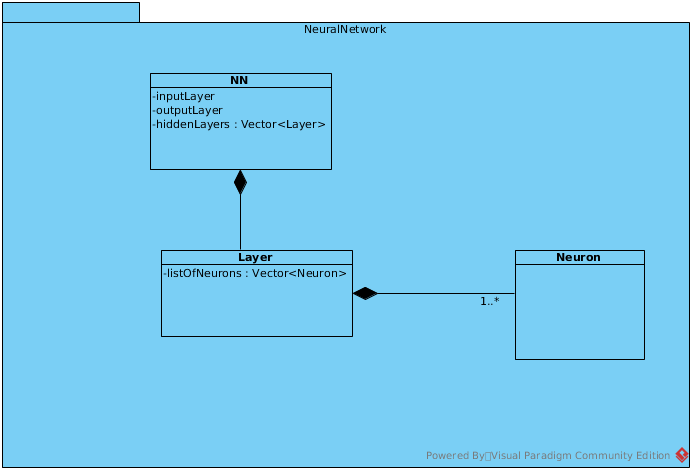 NeuralNetwork
NN
-inputLayer
-outputLayer
-hiddenLayers : Vector<Layer>
Layer
-listOfNeurons : Vector<Neuron>
Neuron
1..*
Powered By Visual Paradigm Community Edition